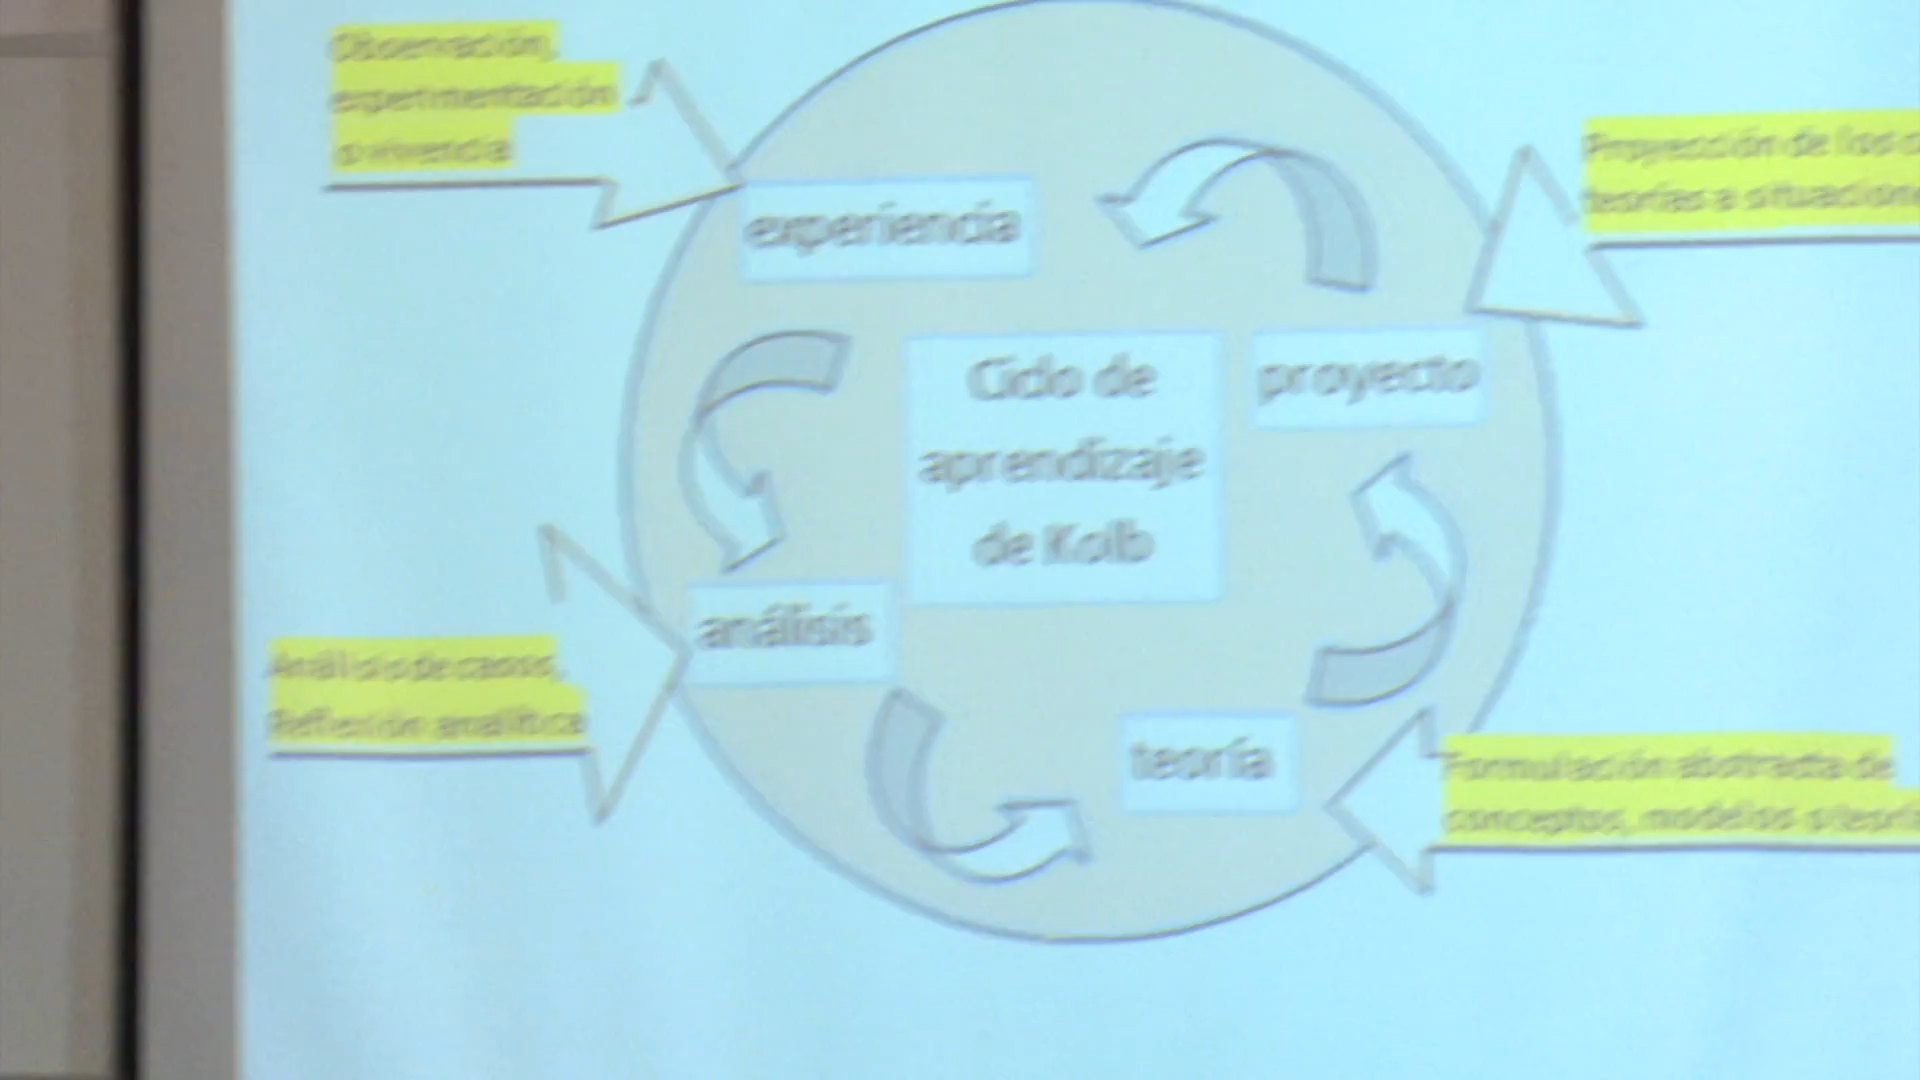 Observación,
experimentación
o vivencia
Proyección de los
teorías a situacione
experiencia
Ciclo de
aprendizaje
de Kolb
proyecto
análisis
Análisis de casos,
Reflexión analítica
teoría
Formulación abstracta de
conceptos, modelos o teorí